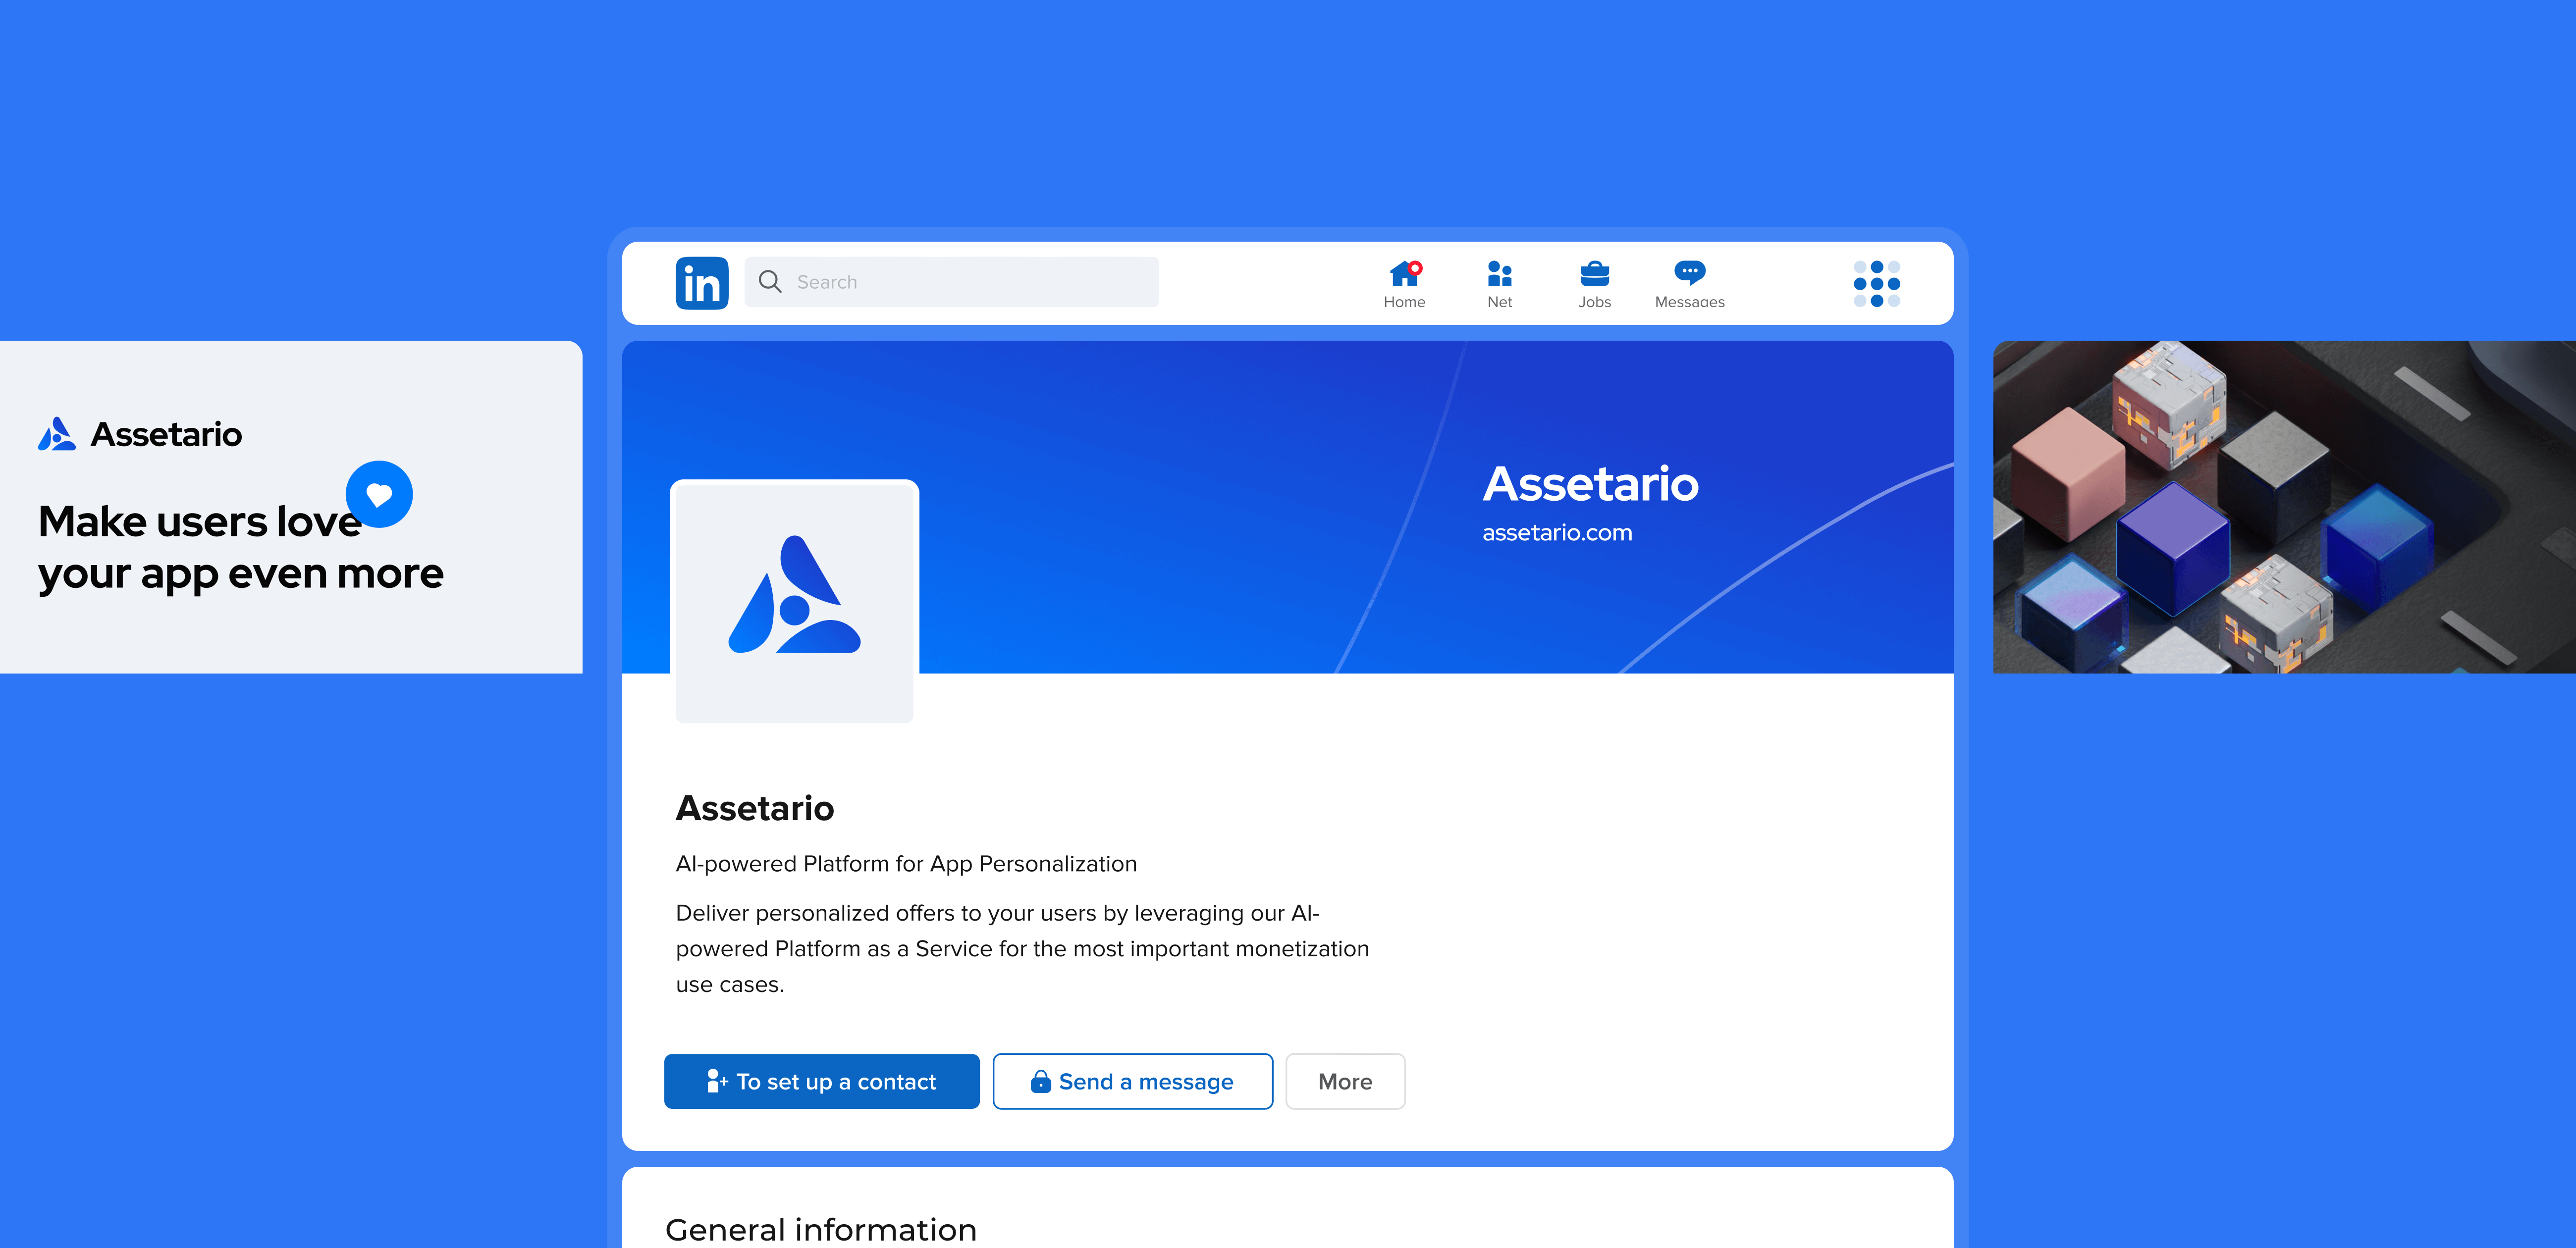 in
Search
Home
Net
Jobs
Messages
Assetario
Make users love
your app even more
Assetario
assetario.com
Assetario
AI-powered Platform for App Personalization
Deliver personalized offers to your users by leveraging our AI-
powered Platform as a Service for the most important monetization
use cases.
To set up a contact
Send a message
More
General information